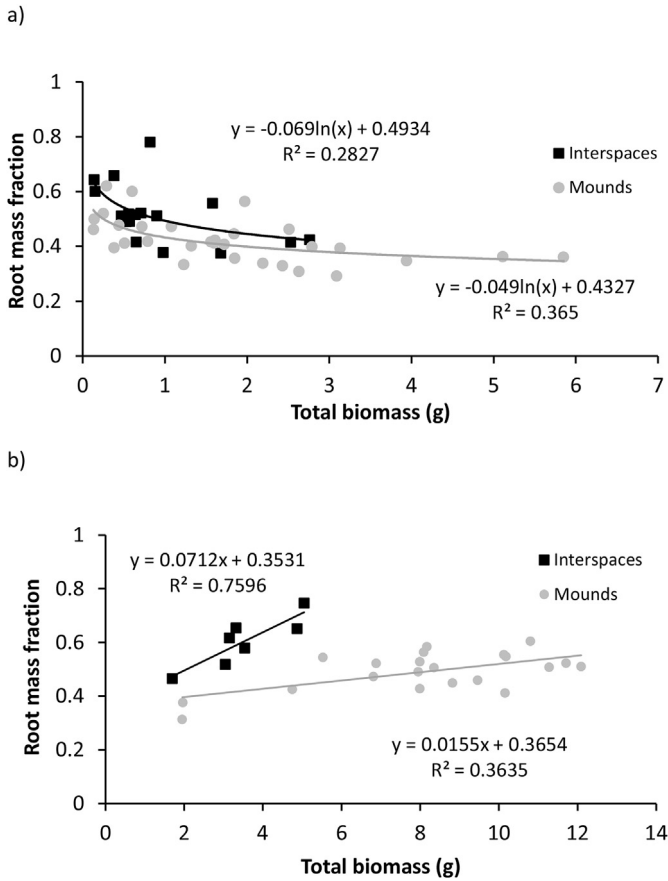 a)
1
0.8
0.6
0.4
0.2
0
Root mass fraction
y = -0.069ln(x) + 0.4934
R² = 0.2827
Interspaces
Mounds
y = -0.049ln(x) + 0.4327
R² = 0.365
0 1 2 3 4 5 6 7
Total biomass (g)
b)
1
0.8
0.6
0.4
0.2
0
Root mass fraction
y = 0.0712x + 0.3531
R² = 0.7596
Interspaces
Mounds
y = 0.0155x + 0.3654
R² = 0.3635
0 2 4 6 8 10 12 14
Total biomass (g)